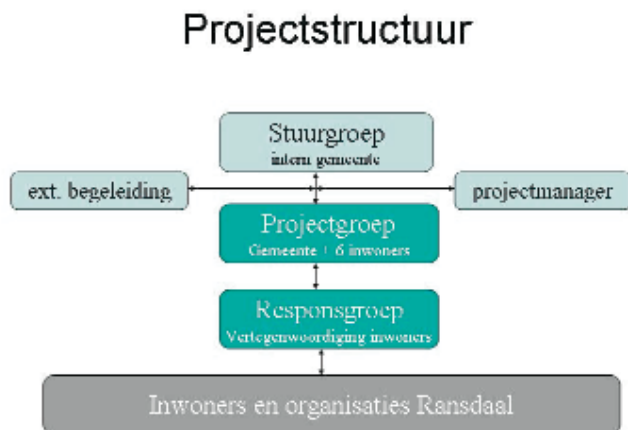 Projectstructuur
Stuurgroep
intern gemeente
ext. begeleiding
projectmanager
Projectgroep
Gemeente + 6 inwoners
Responsgroep
Vertegenwoordiging inwoners
Inwoners en organisaties Ransdaal